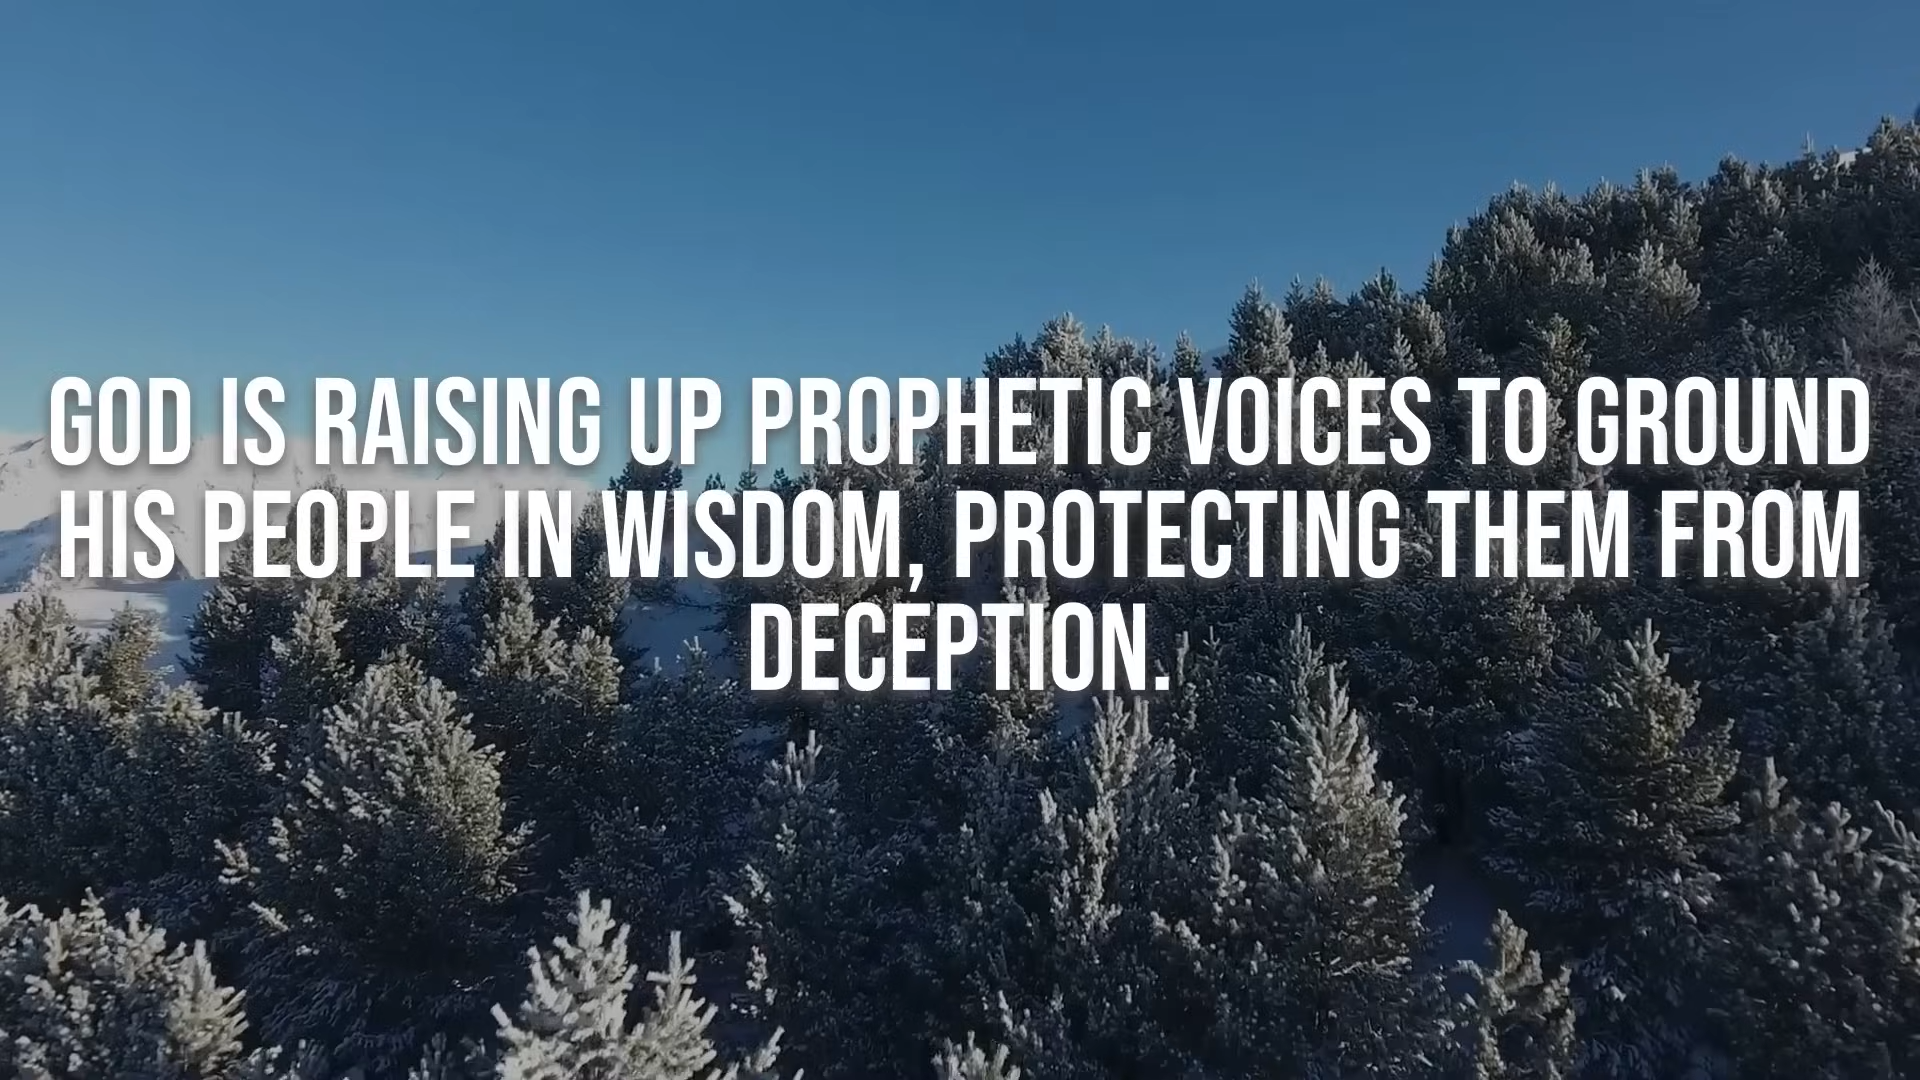 GOD IS RAISING UP PROPHETIC VOICES TO GROUND
HIS PEOPLE IN WISDOM, PROTECTING THEM FROM
DECEPTION.